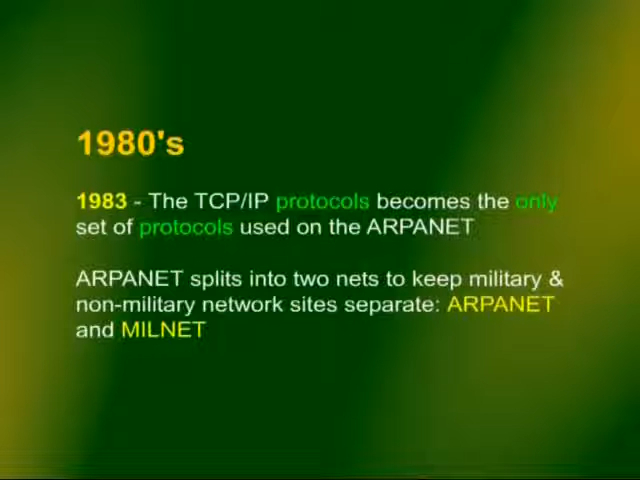 1980's
1983 - The TCP/IP protocols becomes the only
set of protocols used on the ARPANET
ARPANET splits into two nets to keep military &
non-military network sites separate: ARPANET
and MILNET